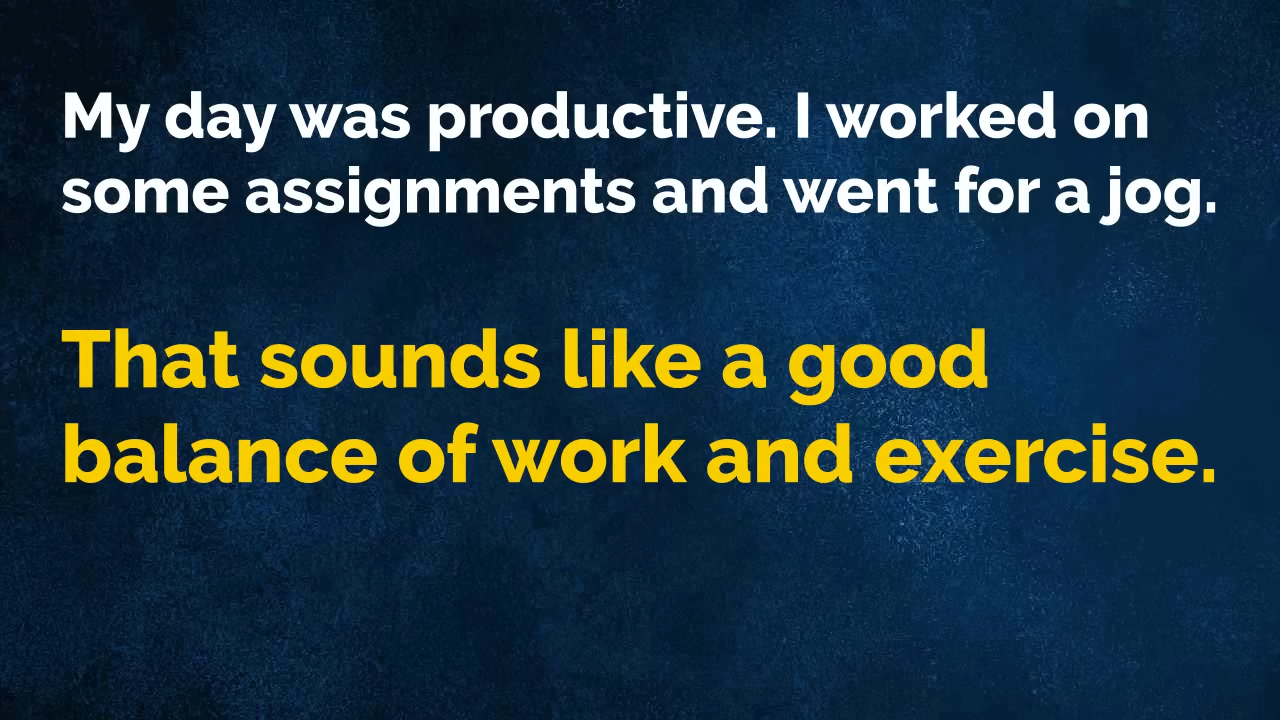 My day was productive. I worked on
some assignments and went for a jog.
That sounds like a good
balance of work and exercise.